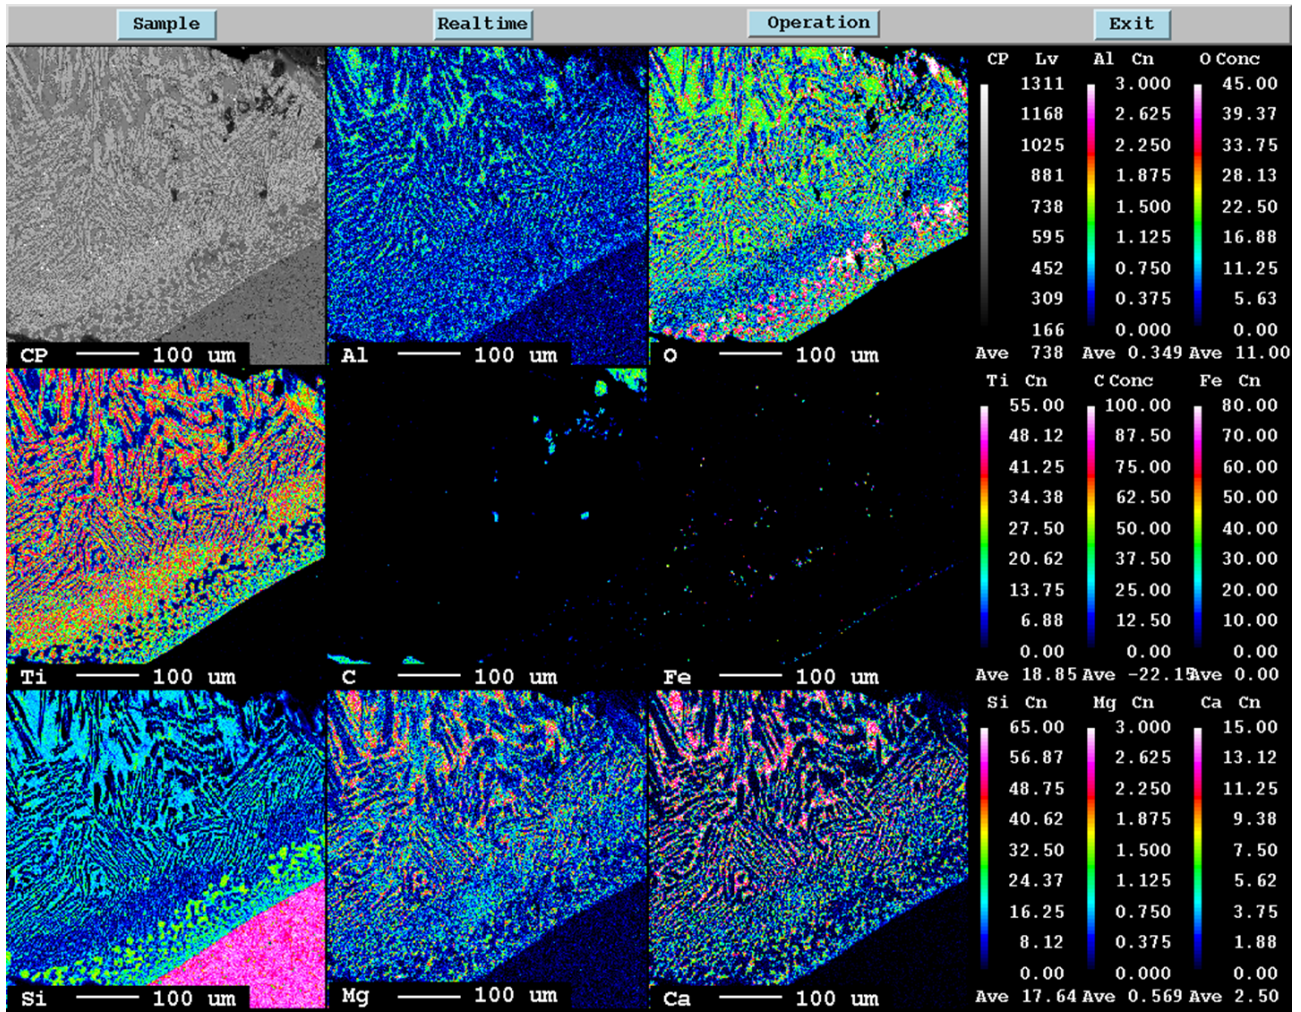 Sample Realtime Operation Exit
CP Lv Al Cn O Conc
1311 3.000 45.00
1168 2.625 39.37
1025 2.250 33.75
881 1.875 28.13
738 1.500 22.50
595 1.125 16.88
452 0.750 11.25
309 0.375 5.63
166 0.000 0.00
CP 100 um Al 100 um O 100 um Ave 738 Ave 0.349 Ave 11.00
Ti Cn C Conc Fe Cn
55.00 100.00 80.00
48.12 87.50 70.00
41.25 75.00 60.00
34.38 62.50 50.00
27.50 50.00 40.00
20.62 37.50 30.00
13.75 25.00 20.00
6.88 12.50 10.00
0.00 0.00 0.00
Ti 100 um C 100 um Fe 100 um Ave 18.85 Ave -22.15 Ave 0.00
Si Cn Mg Cn Ca Cn
65.00 3.000 15.00
56.87 2.625 13.12
48.75 2.250 11.25
40.62 1.875 9.38
32.50 1.500 7.50
24.37 1.125 5.62
16.25 0.750 3.75
8.12 0.375 1.88
0.00 0.000 0.00
Si 100 um Mg 100 um Ca 100 um Ave 17.64 Ave 0.569 Ave 2.50